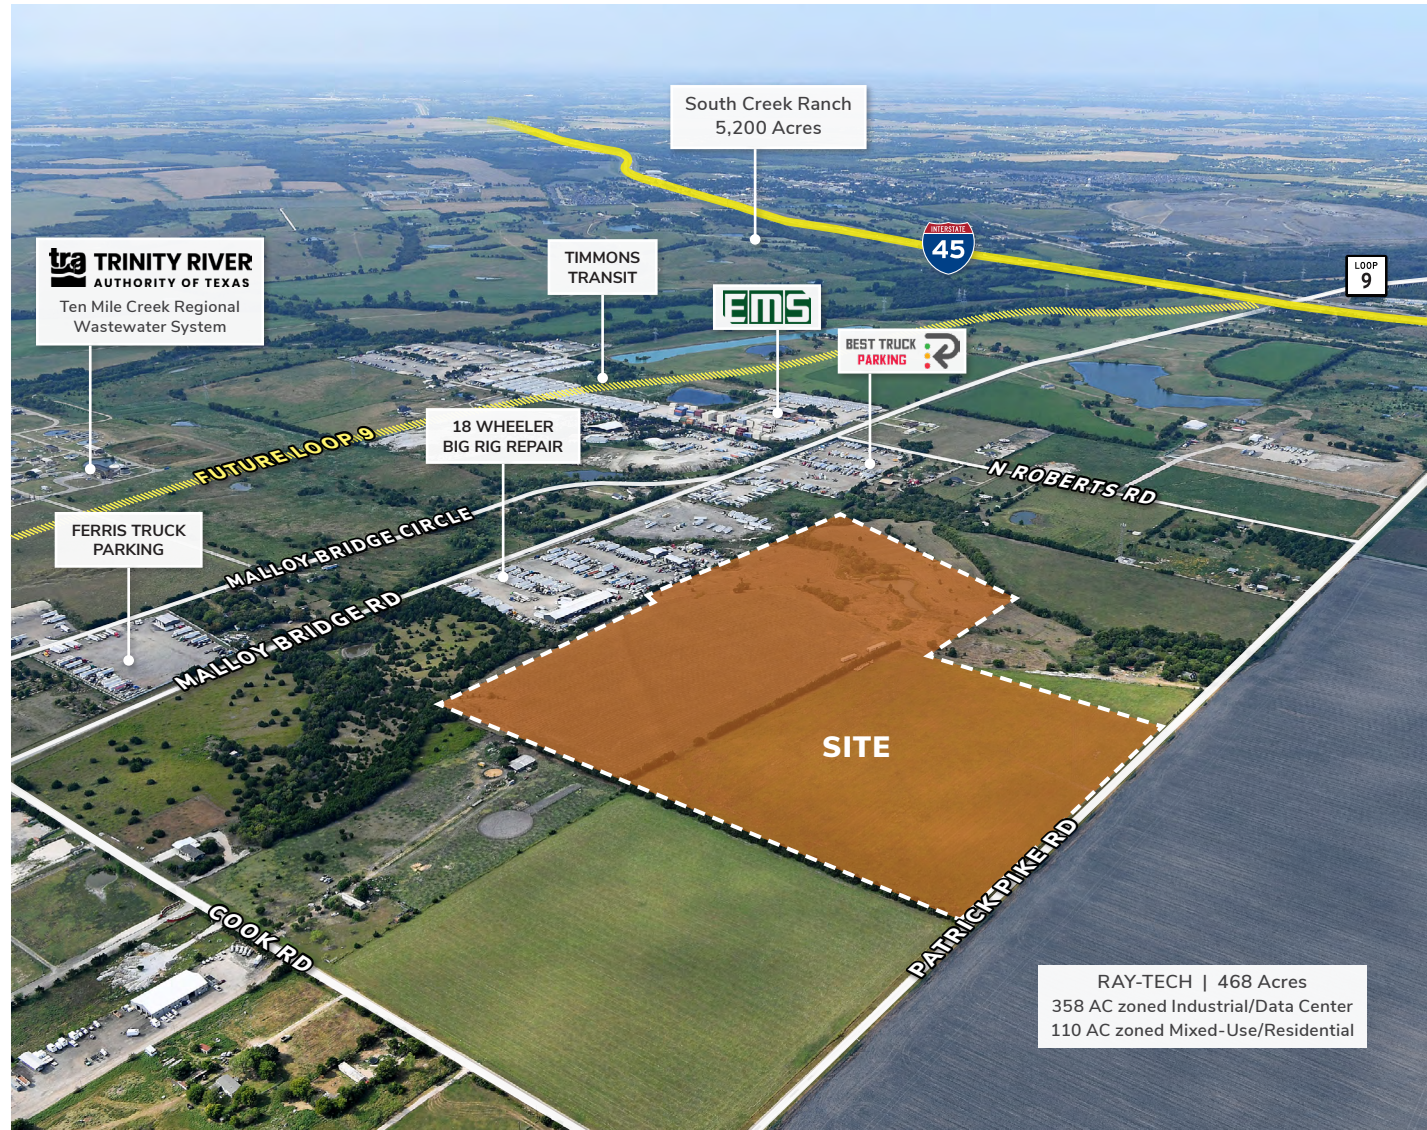 South Creek Ranch
5,200 Acres
INTERSTATE
45
LOOP
9
tra TRINITY RIVER
AUTHORITY OF TEXAS
Ten Mile Creek Regional
Wastewater System
TIMMONS
TRANSIT
EMS
BEST TRUCK
PARKING
R
18 WHEELER
BIG RIG REPAIR
FUTURE LOOP 9
N ROBERTS RD
FERRIS TRUCK
PARKING
MALLOY BRIDGE CIRCLE
MALLOY BRIDGE RD
SITE
PATRICK PIKE RD
COOK RD
RAY-TECH | 468 Acres
358 AC zoned Industrial/Data Center
110 AC zoned Mixed-Use/Residential